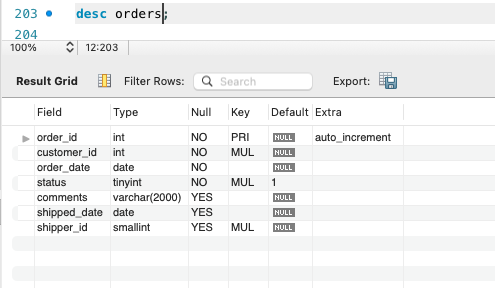 203 desc orders;
204
100% 12:203
Result Grid Filter Rows: Search Export:
Field Type Null Key Default Extra
order_id int NO PRI NULL auto_increment
customer_id int NO MUL NULL
order_date date NO NULL
status tinyint NO MUL 1
comments varchar(2000) YES NULL
shipped_date date YES NULL
shipper_id smallint YES MUL NULL